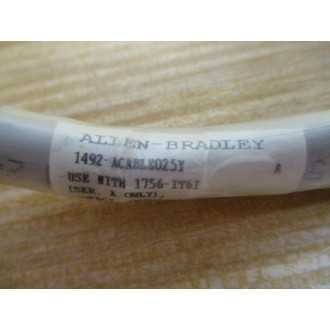 ALLEN-BRADLEY
1492-ACABLE025Y A
USE WITH 1756-IT6I
(SER. A ONLY),